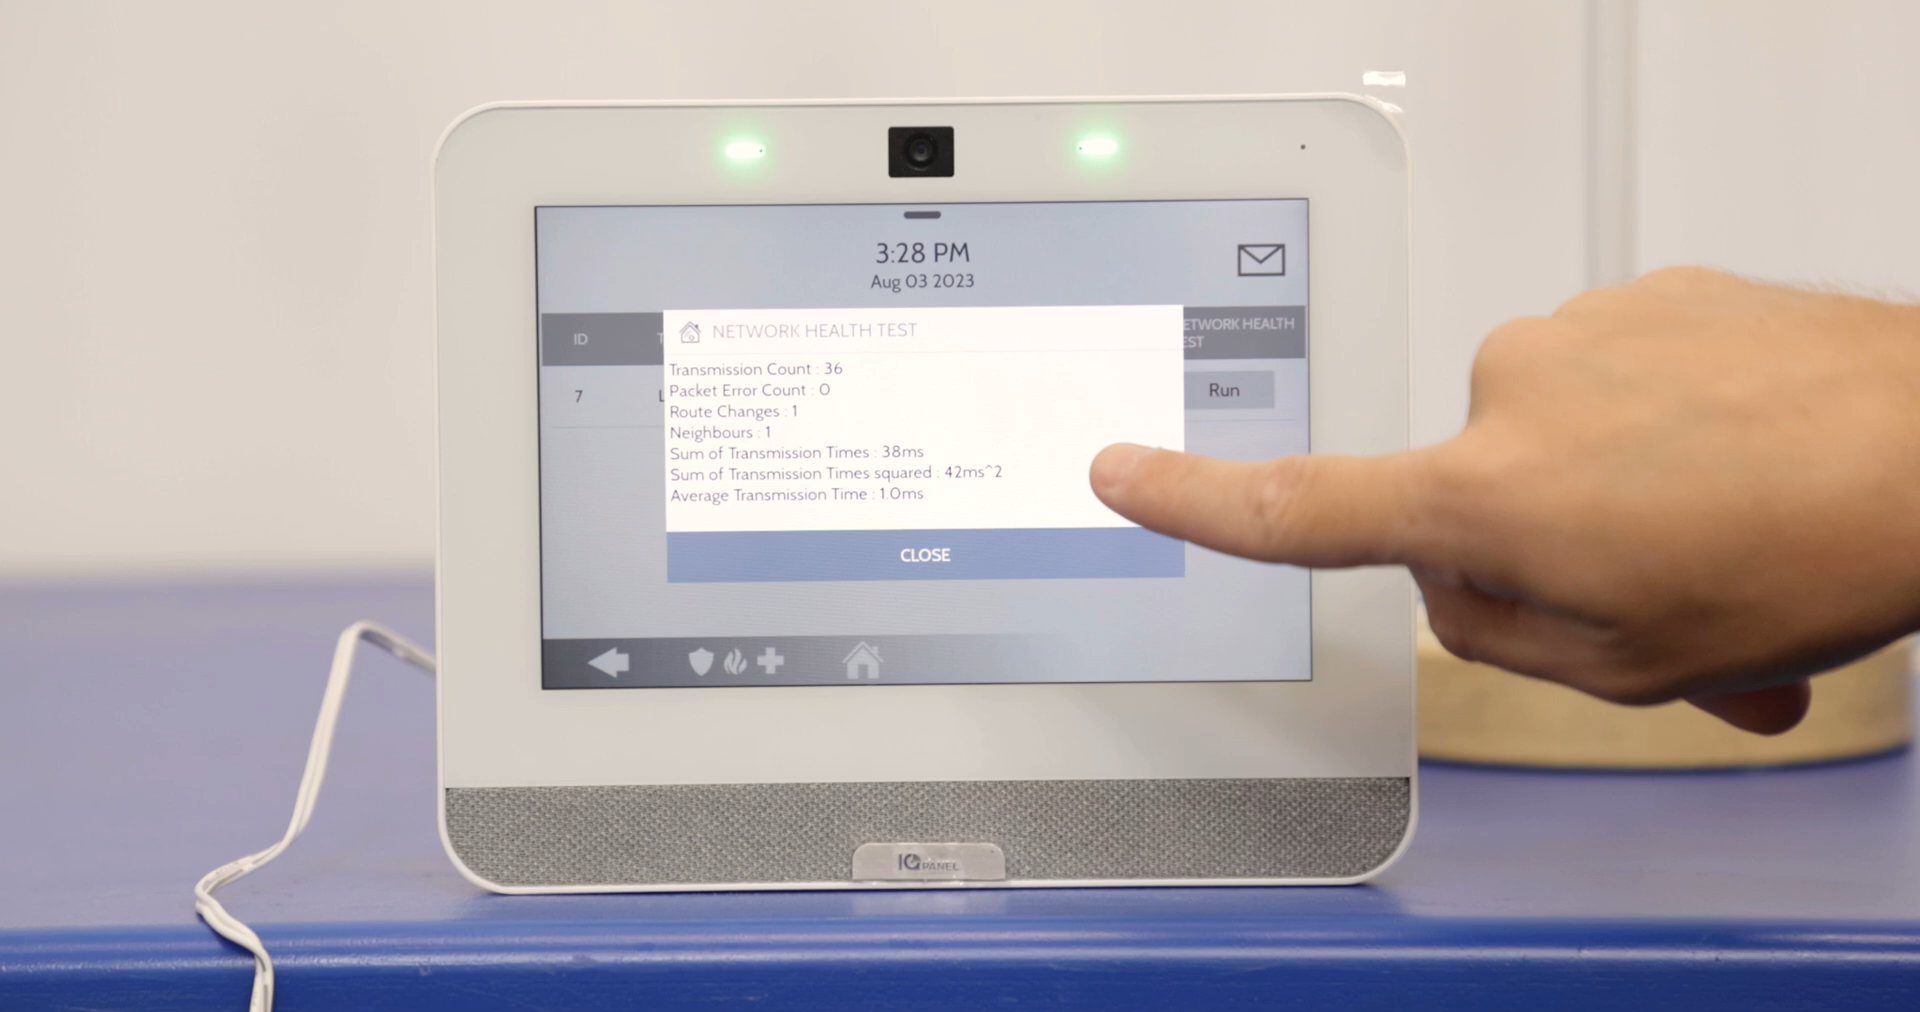 3:28 PM
Aug 03 2023
NETWORK HEALTH TEST
Transmission Count : 36
Packet Error Count : 0
Route Changes : 1
Neighbours : 1
Sum of Transmission Times : 38ms
Sum of Transmission Times squared : 42ms^2
Average Transmission Time : 1.0ms
CLOSE
ID
T
ETWORK HEALTH
EST
7
L
Run
IQ PANEL